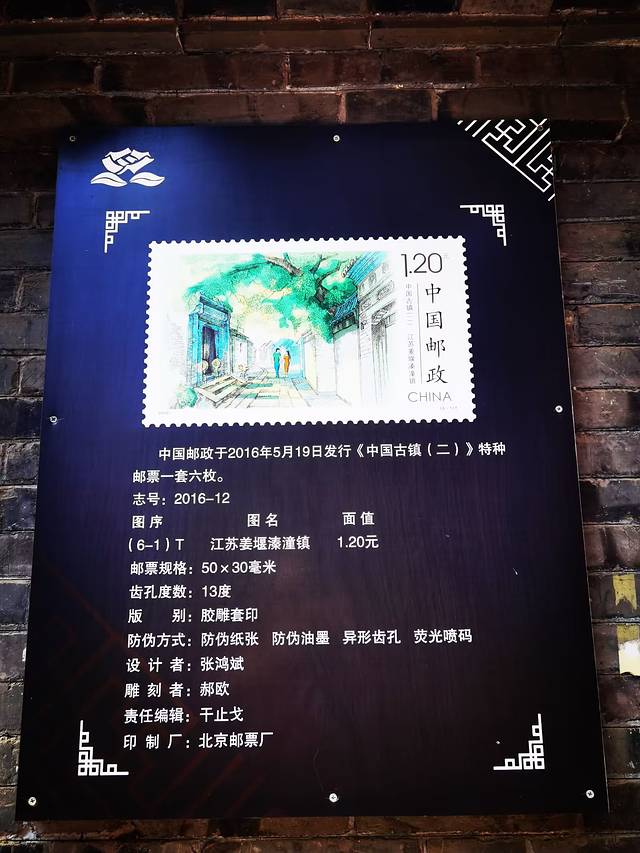 1.20
中国邮政
中国古镇(二) 江苏姜堰溱潼镇
CHINA
中国邮政于2016年5月19日发行《中国古镇(二)》特种
邮票一套六枚。
志号:2016-12
图 序 图 名 面 值
(6-1)T 江苏姜堰溱潼镇 1.20元
邮票规格:50×30毫米
齿孔度数:13度
版 别:胶雕套印
防伪方式:防伪纸张 防伪油墨 异形齿孔 荧光喷码
设 计 者:张鸿斌
雕 刻 者:郝欧
责任编辑:干止戈
印 制 厂:北京邮票厂